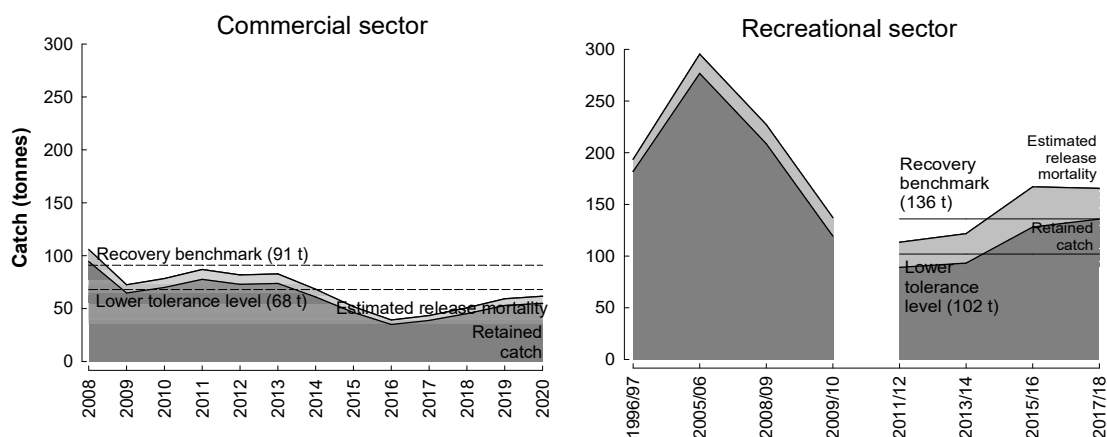 Commercial sector
300
250
200
150
100
50
0
Catch (tonnes)
Recovery benchmark (91 t)
Lower tolerance level (68 t)
Estimated release mortality
Retained
catch
2008
2009
2010
2011
2012
2013
2014
2015
2016
2017
2018
2019
2020
Recreational sector
300
250
200
150
100
50
0
Recovery
benchmark
(136 t)
Estimated
release
mortality
Retained
catch
Lower
tolerance
level (102 t)
1996/97
2005/06
2008/09
2009/10
2011/12
2013/14
2015/16
2017/18